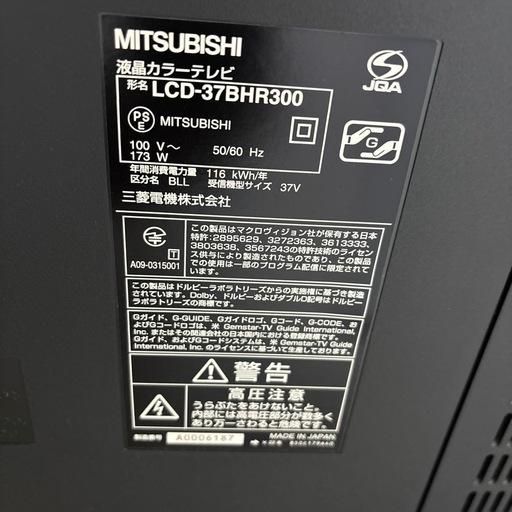 MITSUBISHI
液晶カラーテレビ
形名 LCD-37BHR300
JQA
PS
E
MITSUBISHI
100 V～ 50/60 Hz
173 W
G
年間消費電力量 116 kWh/年
区分名 BLL 受信機型サイズ 37V
三菱電機株式会社
T
A09-0315001
この製品はマクロヴィジョン社が保有する日本
特許:2895629、3272363、3613333、
3803638、3567243の特許技術のライセン
ス供与により製造されたものであり、この技術
での使用は一部のプログラム配信に限定されま
す。
この製品はドルビーラボラトリーズからの実施権に基づき製造さ
れています。Dolby、ドルビーおよびダブルD記号はドルビー
ラボラトリーズの商標です。
Gガイド、G-GUIDE、Gガイドロゴ、Gコード、G-CODE、お
よびGコードロゴは、米 Gemstar-TV Guide International,
Inc. またはその関連会社の日本国内における登録商標です。
Gガイド、およびGコードシステムは、米 Gemstar-TV Guide
International, Inc. のライセンスに基づいて生産しております。
警告
高圧注意
うらぶたをあけないこと。
内部には高電圧部分が数多く
あり万一さわると危険です。
製造番号 A0006187
MADE IN JAPAN